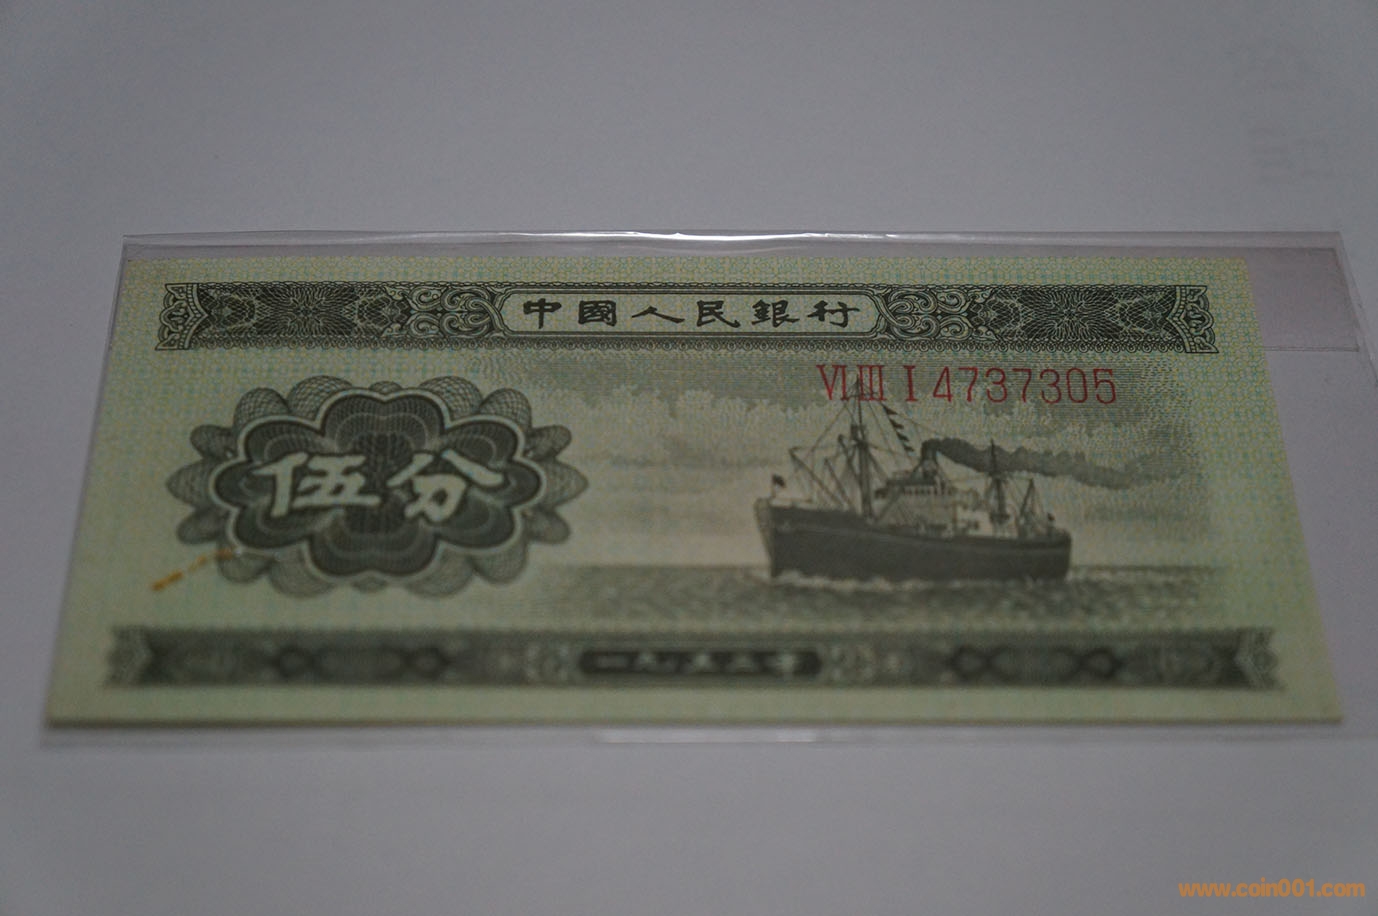 中國人民銀行
VI III I 4737305
伍分
一九五三年
www.coin001.com